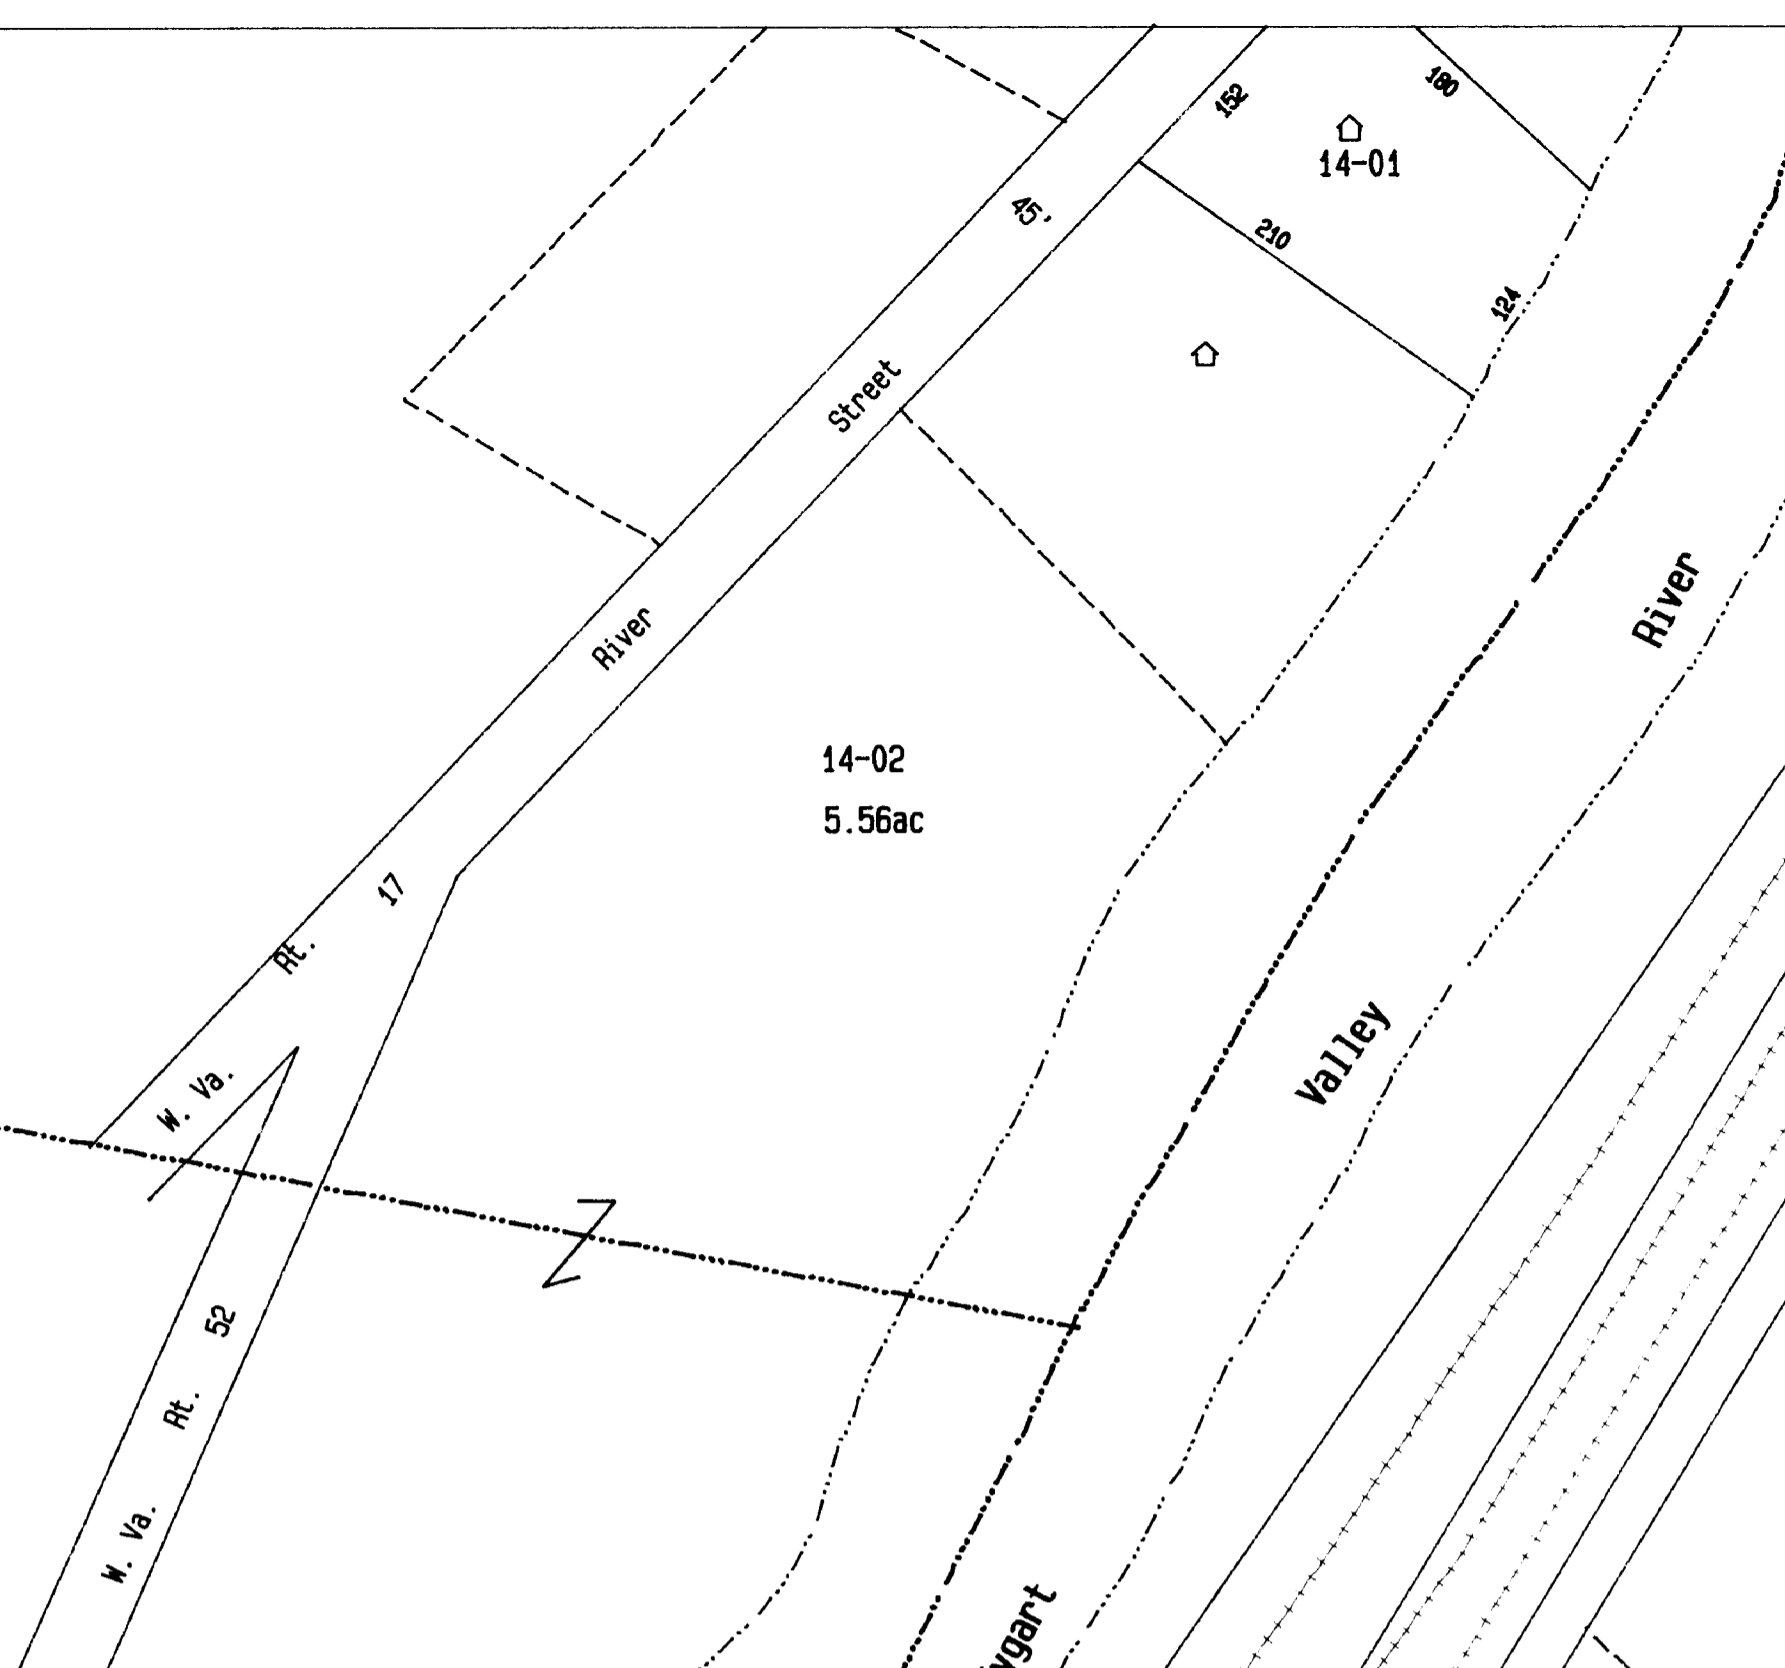 180
152
14-01
45'
210
124
Street
River
River
14-02
5.56ac
17
Rt.
Valley
W. Va.
52
Rt.
W. Va.